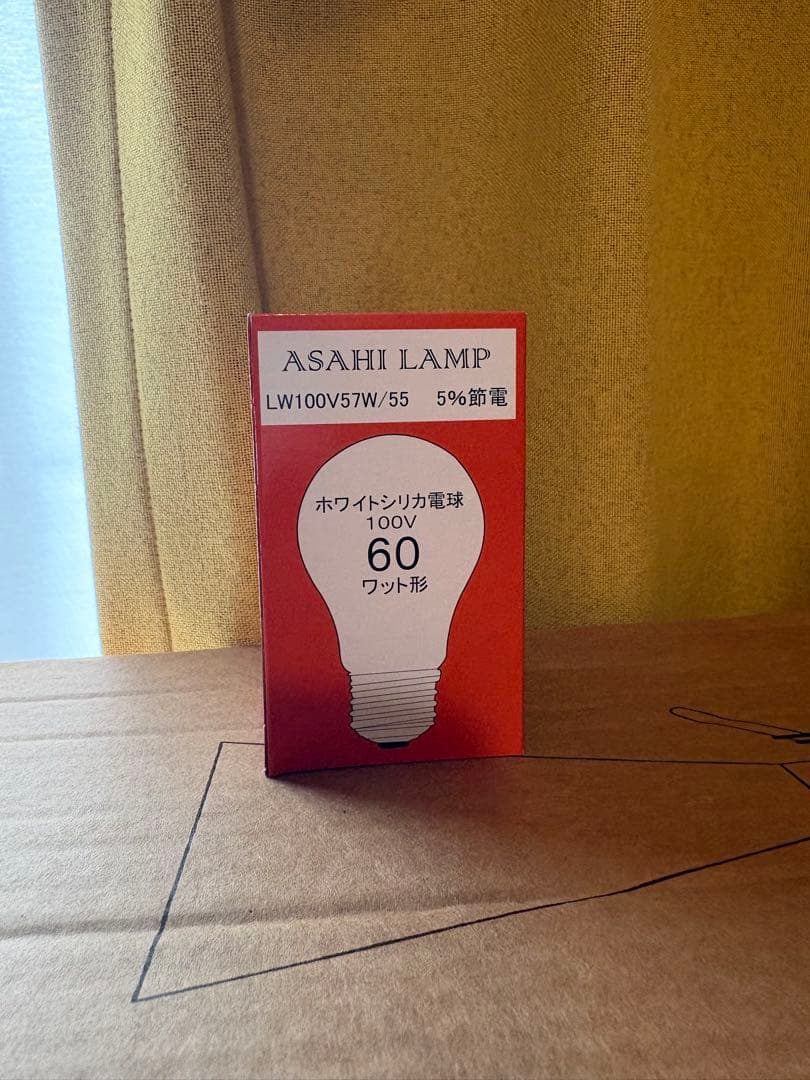 ASAHI LAMP
LW100V57W/55 5%節電
ホワイトシリカ電球
100V
60
ワット形